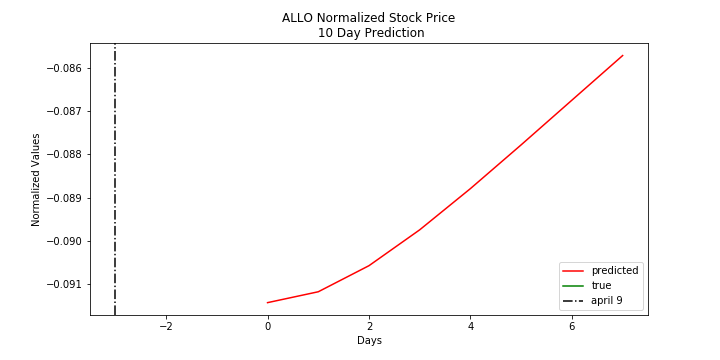 ALLO Normalized Stock Price
10 Day Prediction
Normalized Values
−0.086
−0.087
−0.088
−0.089
−0.090
−0.091
−2
0
2
4
6
Days
predicted
true
april 9